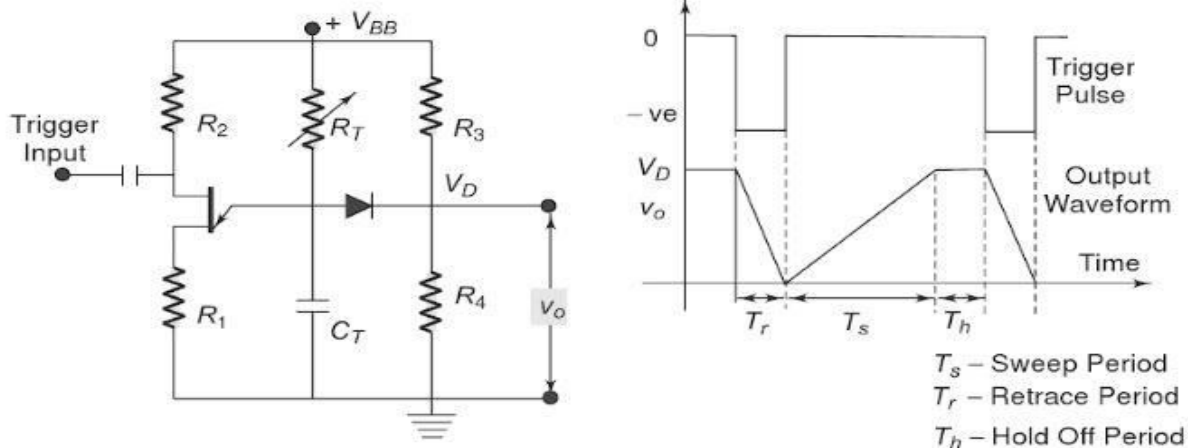 + V_BB
R_2
R_T
R_3
Trigger
Input
V_D
R_1
C_T
R_4
v_o
0
Trigger
Pulse
– ve
V_D
v_o
Output
Waveform
Time
T_r
T_s
T_h
T_s – Sweep Period
T_r – Retrace Period
T_h – Hold Off Period